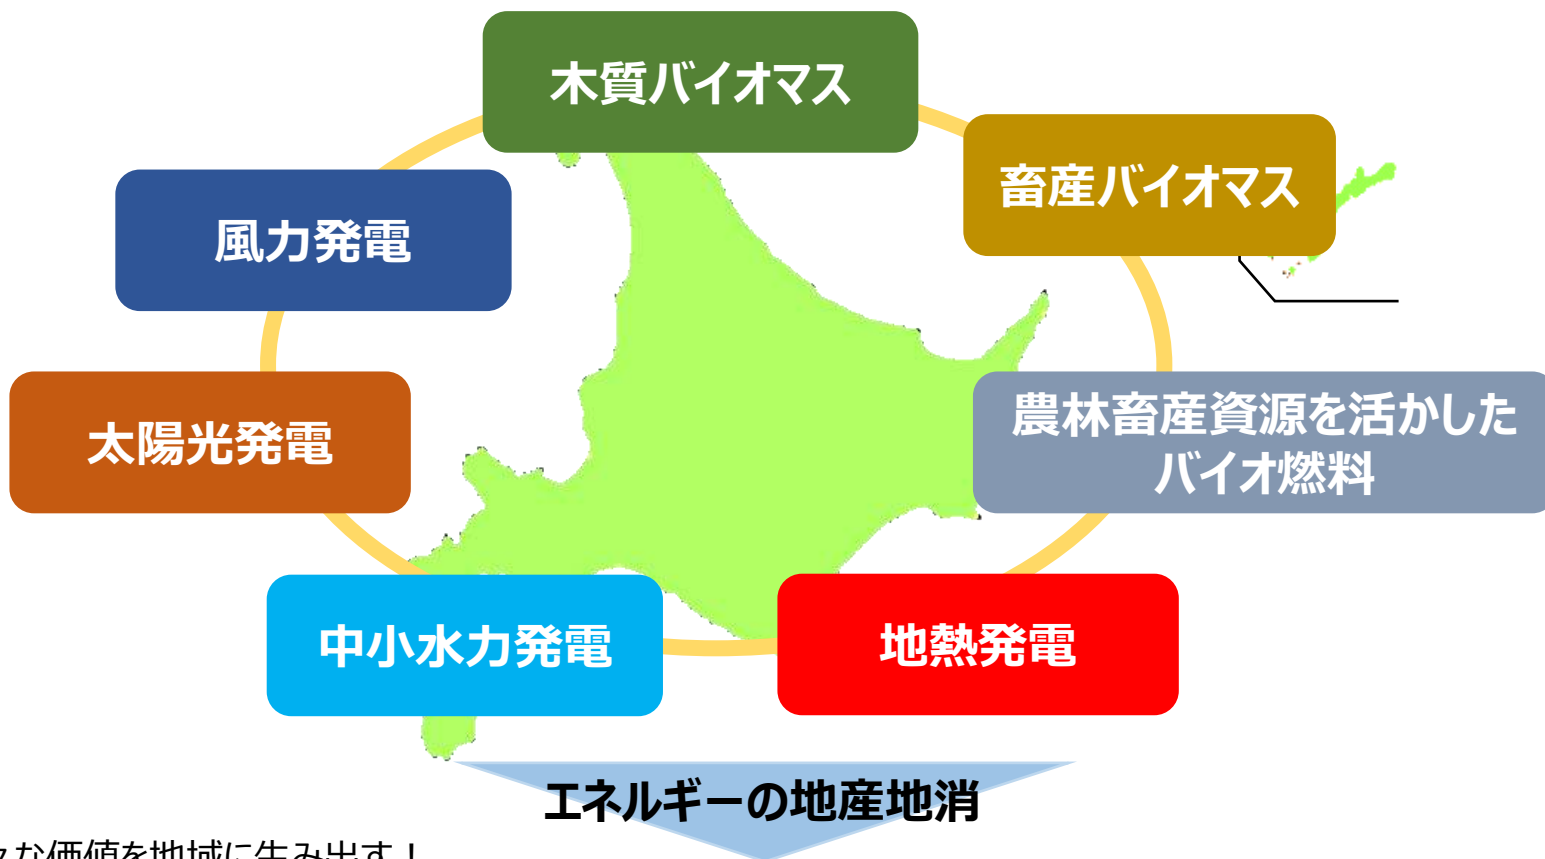 木質バイオマス
畜産バイオマス
風力発電
太陽光発電
農林畜産資源を活かした
バイオ燃料
中小水力発電
地熱発電
エネルギーの地産地消
な価値を地域に生み出す！